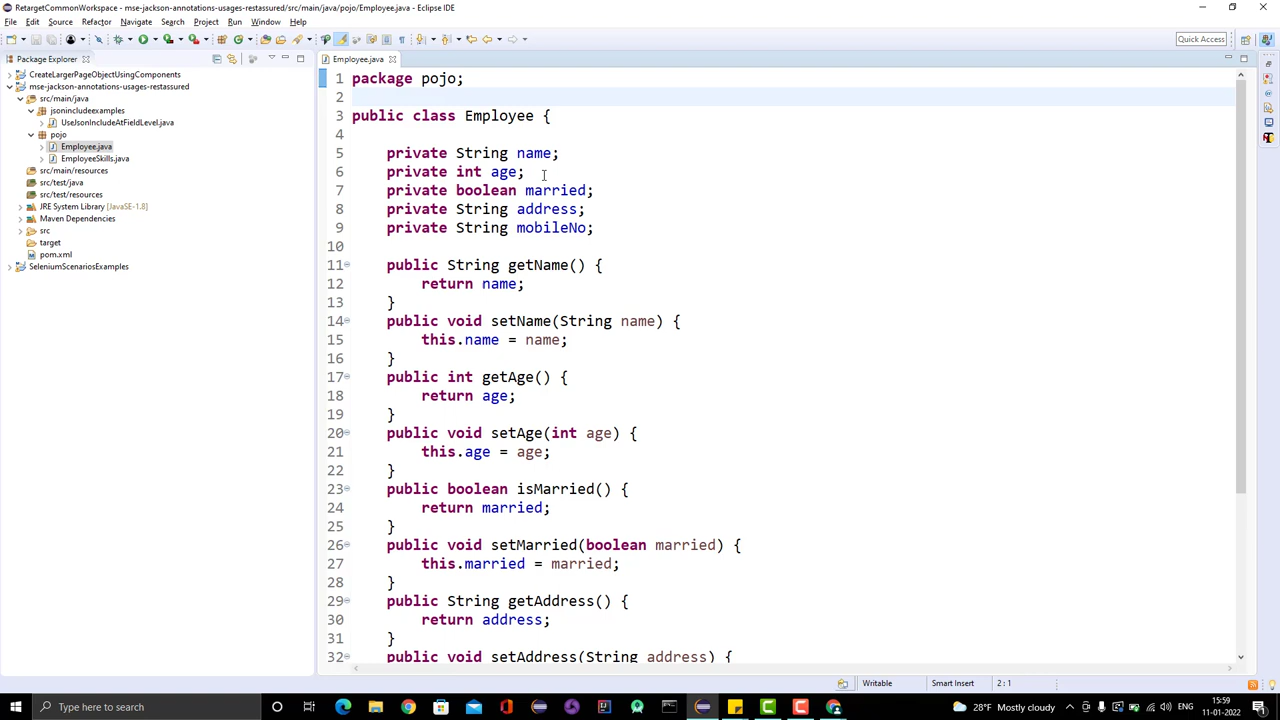 RetargetCommonWorkspace - mse-jackson-annotations-usages-restassured/src/main/java/pojo/Employee.java - Eclipse IDE
File Edit Source Refactor Navigate Search Project Run Window Help
Quick Access
Package Explorer
CreateLargerPageObjectUsingComponents
mse-jackson-annotations-usages-restassured
src/main/java
jsonincludeexamples
UseJsonIncludeAtFieldLevel.java
pojo
Employee.java
EmployeeSkills.java
src/main/resources
src/test/java
src/test/resources
JRE System Library [JavaSE-1.8]
Maven Dependencies
src
target
pom.xml
SeleniumScenariosExamples
Employee.java
1 package pojo;
2
3 public class Employee {
4
5 private String name;
6 private int age;
7 private boolean married;
8 private String address;
9 private String mobileNo;
10
11 public String getName() {
12 return name;
13 }
14 public void setName(String name) {
15 this.name = name;
16 }
17 public int getAge() {
18 return age;
19 }
20 public void setAge(int age) {
21 this.age = age;
22 }
23 public boolean isMarried() {
24 return married;
25 }
26 public void setMarried(boolean married) {
27 this.married = married;
28 }
29 public String getAddress() {
30 return address;
31 }
32 public void setAddress(String address) {
Writable Smart Insert 2 : 1
Type here to search
28°F Mostly cloudy
15:59
11-01-2022